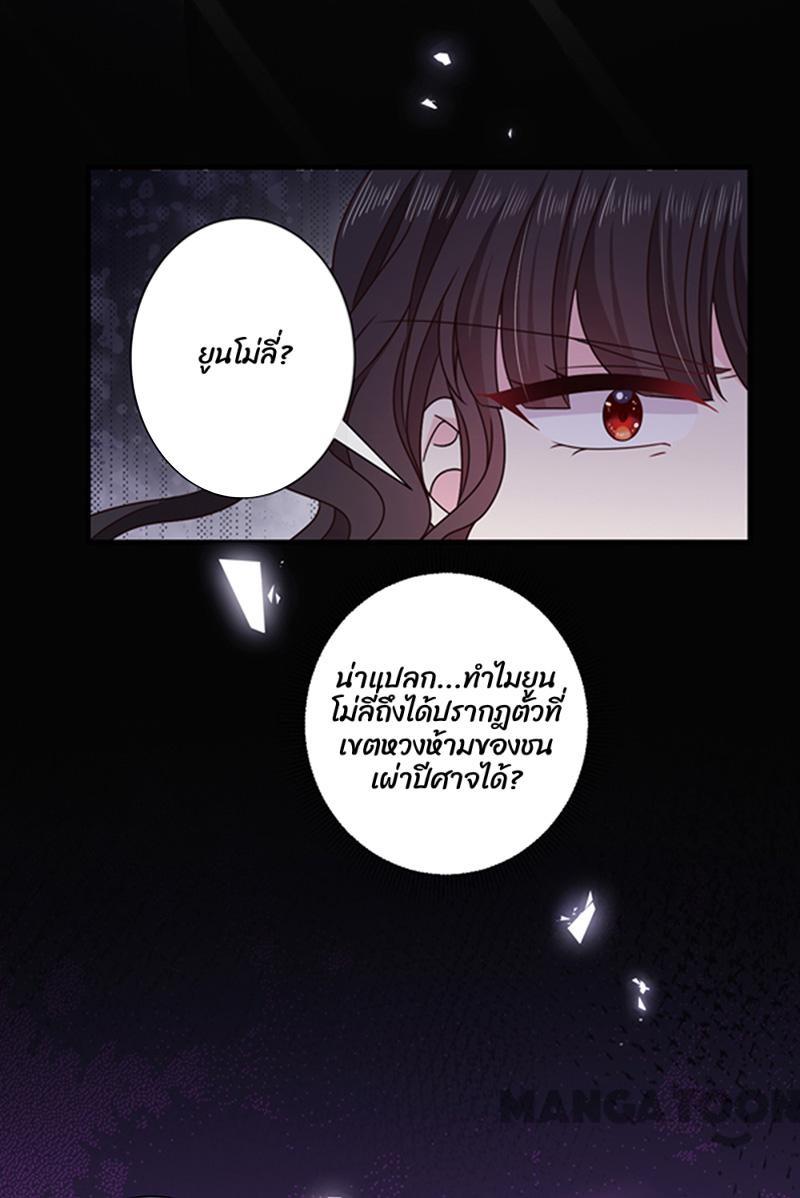 ยูนโม่ลี่?
น่าแปลก...ทำไมยูน
โม่ลี่ถึงได้ปรากฎตัวที่
เขตหวงห้ามของชน
เผ่าปีศาจได้?
MANGATOON